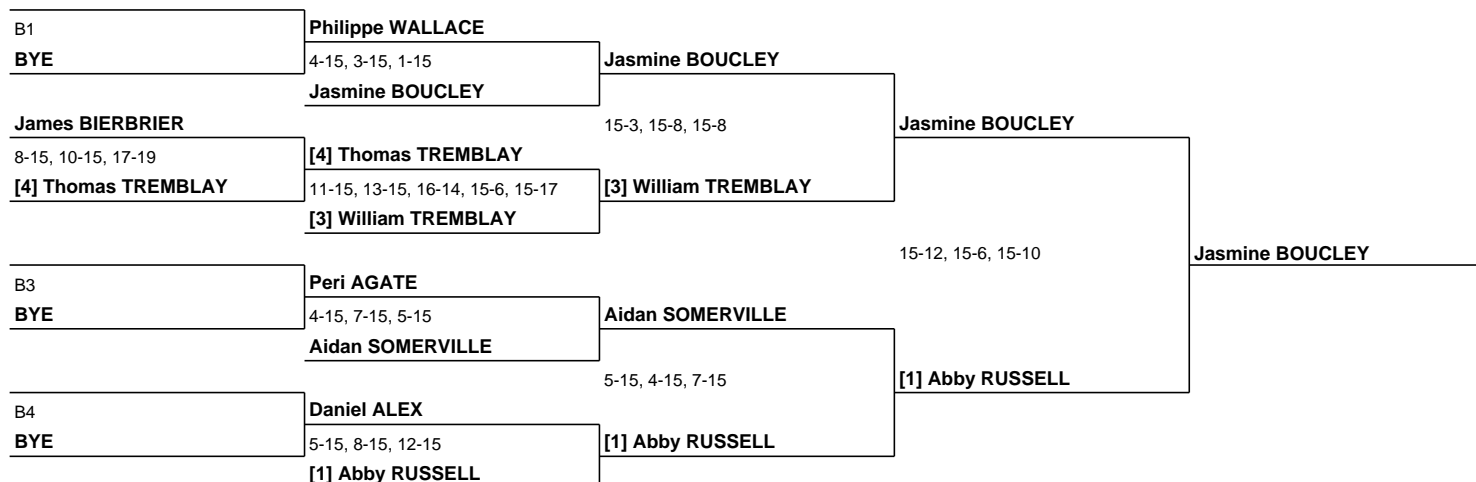 B1
BYE
Philippe WALLACE
4-15, 3-15, 1-15
Jasmine BOUCLEY
Jasmine BOUCLEY
James BIERBRIER
8-15, 10-15, 17-19
[4] Thomas TREMBLAY
[4] Thomas TREMBLAY
11-15, 13-15, 16-14, 15-6, 15-17
[3] William TREMBLAY
15-3, 15-8, 15-8
[3] William TREMBLAY
Jasmine BOUCLEY
B3
BYE
Peri AGATE
4-15, 7-15, 5-15
Aidan SOMERVILLE
Aidan SOMERVILLE
B4
BYE
Daniel ALEX
5-15, 8-15, 12-15
[1] Abby RUSSELL
5-15, 4-15, 7-15
[1] Abby RUSSELL
[1] Abby RUSSELL
15-12, 15-6, 15-10
Jasmine BOUCLEY